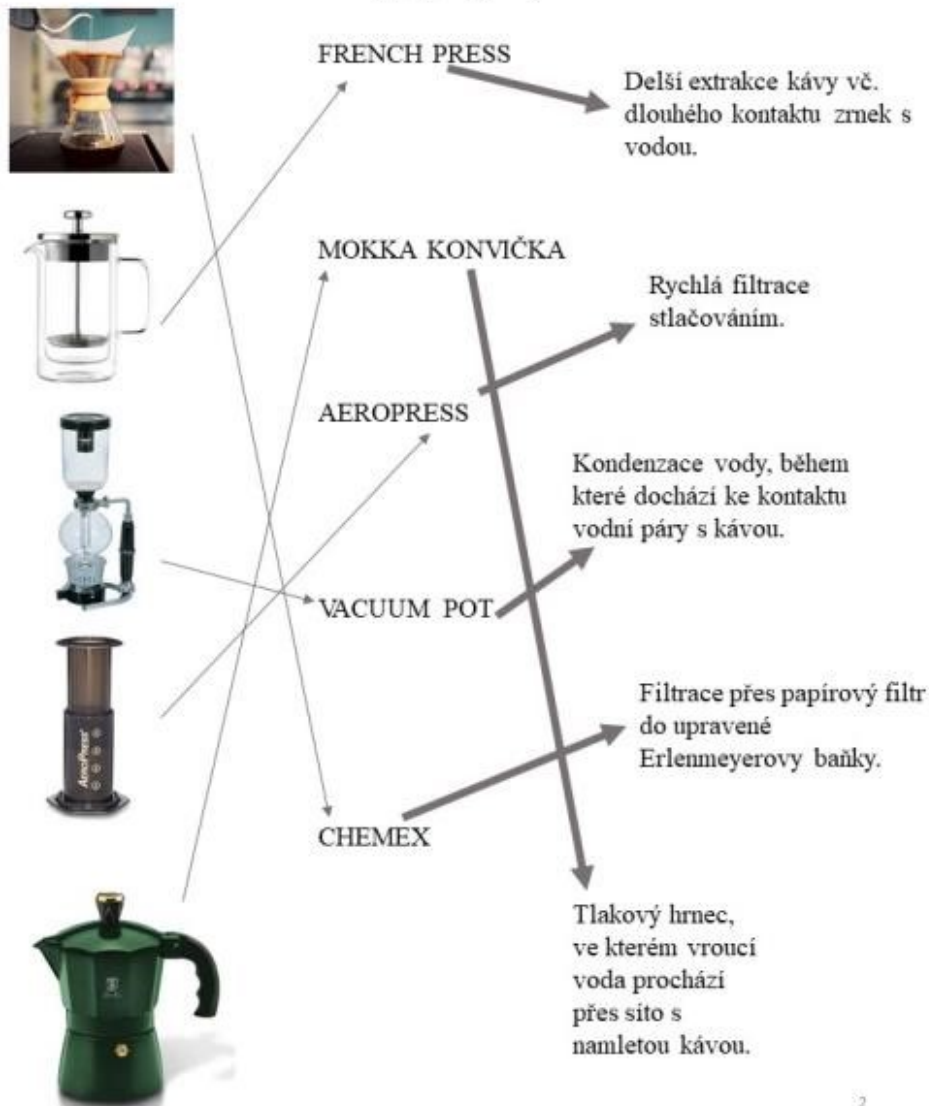 FRENCH PRESS
Delší extrakce kávy vč.
dlouhého kontaktu zrnek s
vodou.
MOKKA KONVIČKA
Rychlá filtrace
stlačováním.
AEROPRESS
Kondenzace vody, během
které dochází ke kontaktu
vodní páry s kávou.
VACUUM POT
AEROPRESS
Filtrace přes papírový filtr
do upravené
Erlenmeyerovy baňky.
CHEMEX
Tlakový hrnec,
ve kterém vroucí
voda prochází
přes síto s
namletou kávou.
2